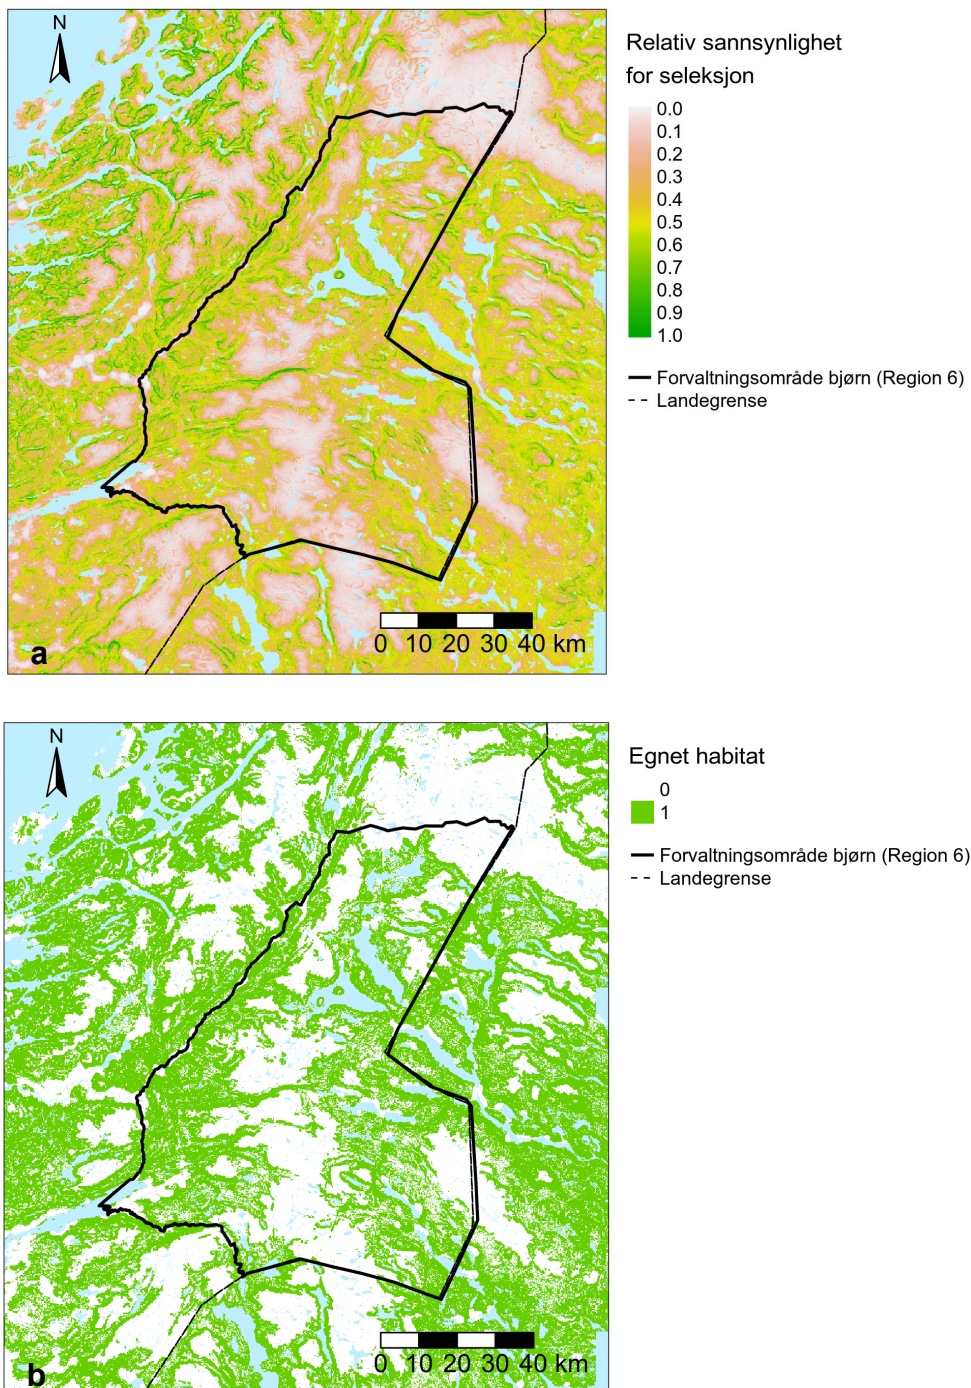 N
Relativ sannsynlighet
for seleksjon
0.0
0.1
0.2
0.3
0.4
0.5
0.6
0.7
0.8
0.9
1.0
Forvaltningsområde bjørn (Region 6)
Landegrense
0 10 20 30 40 km
a
N
Egnet habitat
0
1
Forvaltningsområde bjørn (Region 6)
Landegrense
0 10 20 30 40 km
b